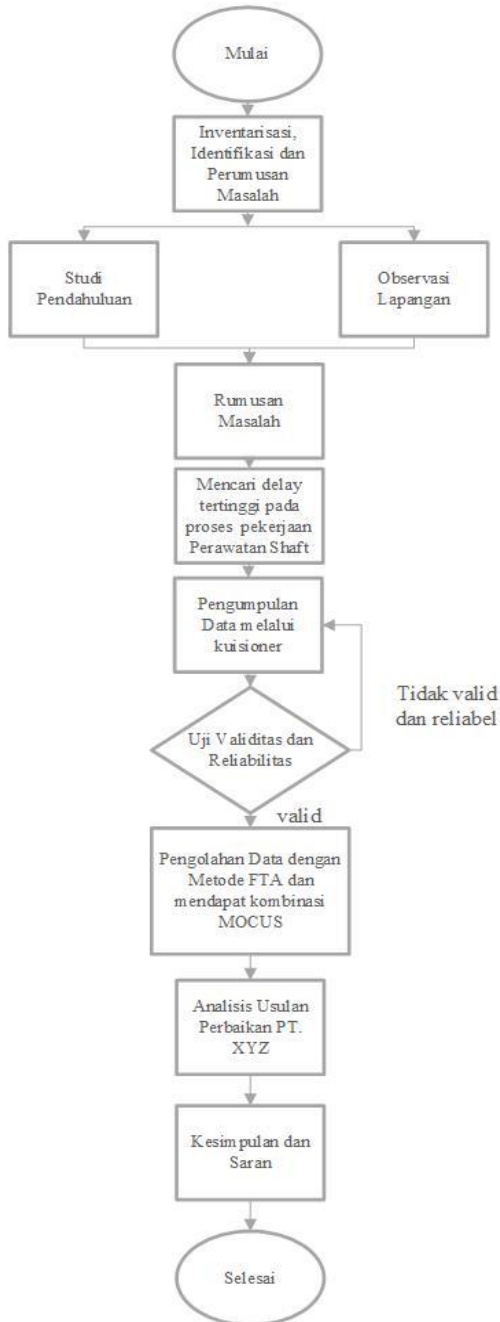 Mulai
Inventarisasi,
Identifikasi dan
Perumusan
Masalah
Studi
Pendahuluan
Observasi
Lapangan
Rumusan
Masalah
Mencari delay
tertinggi pada
proses pekerjaan
Perawatan Shaft
Pengumpulan
Data melalui
kuisioner
Tidak valid
dan reliabel
Uji Validitas dan
Reliabilitas
valid
Pengolahan Data dengan
Metode FTA dan
mendapat kombinasi
MOCUS
Analisis Usulan
Perbaikan PT.
XYZ
Kesimpulan dan
Saran
Selesai